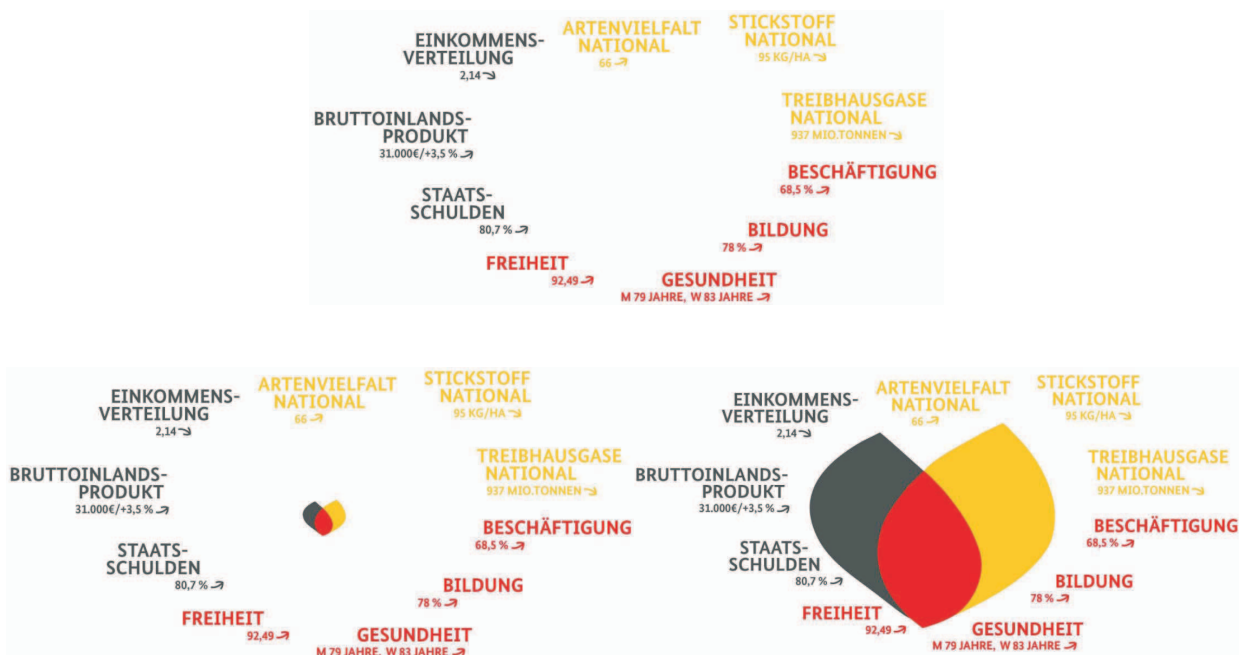 EINKOMMENS-
VERTEILUNG
2,14
ARTENVIELFALT
NATIONAL
66
STICKSTOFF
NATIONAL
95 KG/HA
TREIBHAUSGASE
NATIONAL
937 MIO.TONNEN
BRUTTOINLANDS-
PRODUKT
31.000€/+3,5 %
BESCHÄFTIGUNG
68,5 %
STAATS-
SCHULDEN
80,7 %
BILDUNG
78 %
FREIHEIT
92,49
GESUNDHEIT
M 79 JAHRE, W 83 JAHRE
EINKOMMENS-
VERTEILUNG
2,14
ARTENVIELFALT
NATIONAL
66
STICKSTOFF
NATIONAL
95 KG/HA
TREIBHAUSGASE
NATIONAL
937 MIO.TONNEN
BRUTTOINLANDS-
PRODUKT
31.000€/+3,5 %
BESCHÄFTIGUNG
68,5 %
STAATS-
SCHULDEN
80,7 %
BILDUNG
78 %
FREIHEIT
92,49
GESUNDHEIT
M 79 JAHRE, W 83 JAHRE
EINKOMMENS-
VERTEILUNG
2,14
ARTENVIELFALT
NATIONAL
66
STICKSTOFF
NATIONAL
95 KG/HA
TREIBHAUSGASE
NATIONAL
937 MIO.TONNEN
BRUTTOINLANDS-
PRODUKT
31.000€/+3,5 %
BESCHÄFTIGUNG
68,5 %
STAATS-
SCHULDEN
80,7 %
BILDUNG
78 %
FREIHEIT
92,49
GESUNDHEIT
M 79 JAHRE, W 83 JAHRE